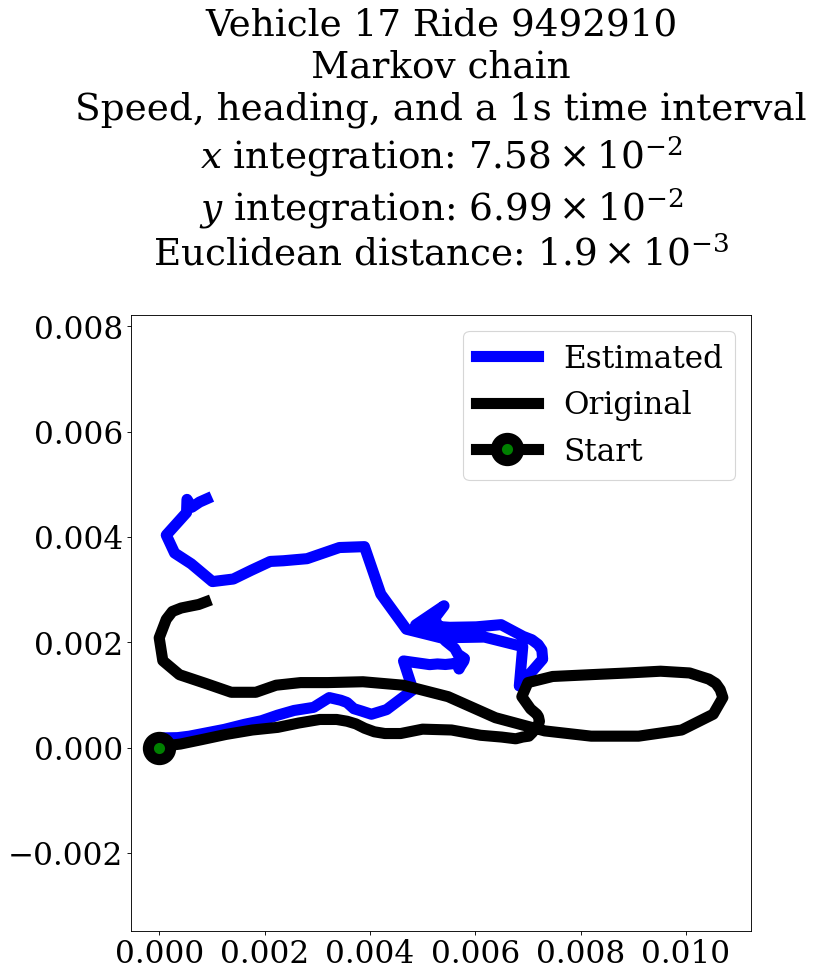 Vehicle 17 Ride 9492910
Markov chain
Speed, heading, and a 1s time interval
x integration: 7.58 × 10⁻²
y integration: 6.99 × 10⁻²
Euclidean distance: 1.9 × 10⁻³
0.008
0.006
0.004
0.002
0.000
−0.002
Estimated
Original
Start
0.000 0.002 0.004 0.006 0.008 0.010